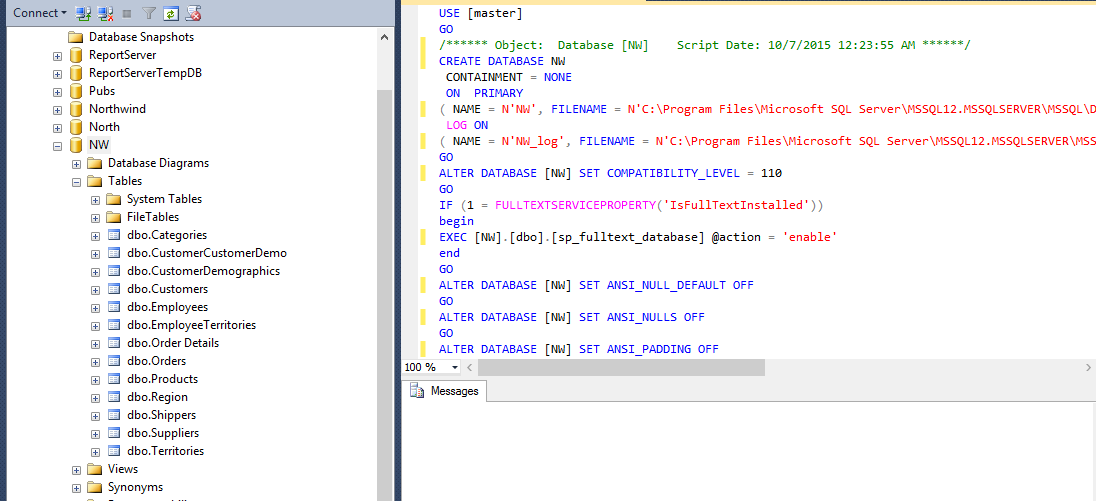 Connect
Database Snapshots
ReportServer
ReportServerTempDB
Pubs
Northwind
North
NW
Database Diagrams
Tables
System Tables
FileTables
dbo.Categories
dbo.CustomerCustomerDemo
dbo.CustomerDemographics
dbo.Customers
dbo.Employees
dbo.EmployeeTerritories
dbo.Order Details
dbo.Orders
dbo.Products
dbo.Region
dbo.Shippers
dbo.Suppliers
dbo.Territories
Views
Synonyms
USE [master]
GO
/****** Object:  Database [NW]    Script Date: 10/7/2015 12:23:55 AM ******/
CREATE DATABASE NW
CONTAINMENT = NONE
ON  PRIMARY
( NAME = N'NW', FILENAME = N'C:\Program Files\Microsoft SQL Server\MSSQL12.MSSQLSERVER\MSSQL\D
LOG ON
( NAME = N'NW_log', FILENAME = N'C:\Program Files\Microsoft SQL Server\MSSQL12.MSSQLSERVER\MSS
GO
ALTER DATABASE [NW] SET COMPATIBILITY_LEVEL = 110
GO
IF (1 = FULLTEXTSERVICEPROPERTY('IsFullTextInstalled'))
begin
EXEC [NW].[dbo].[sp_fulltext_database] @action = 'enable'
end
GO
ALTER DATABASE [NW] SET ANSI_NULL_DEFAULT OFF
GO
ALTER DATABASE [NW] SET ANSI_NULLS OFF
GO
ALTER DATABASE [NW] SET ANSI_PADDING OFF
100 %
Messages